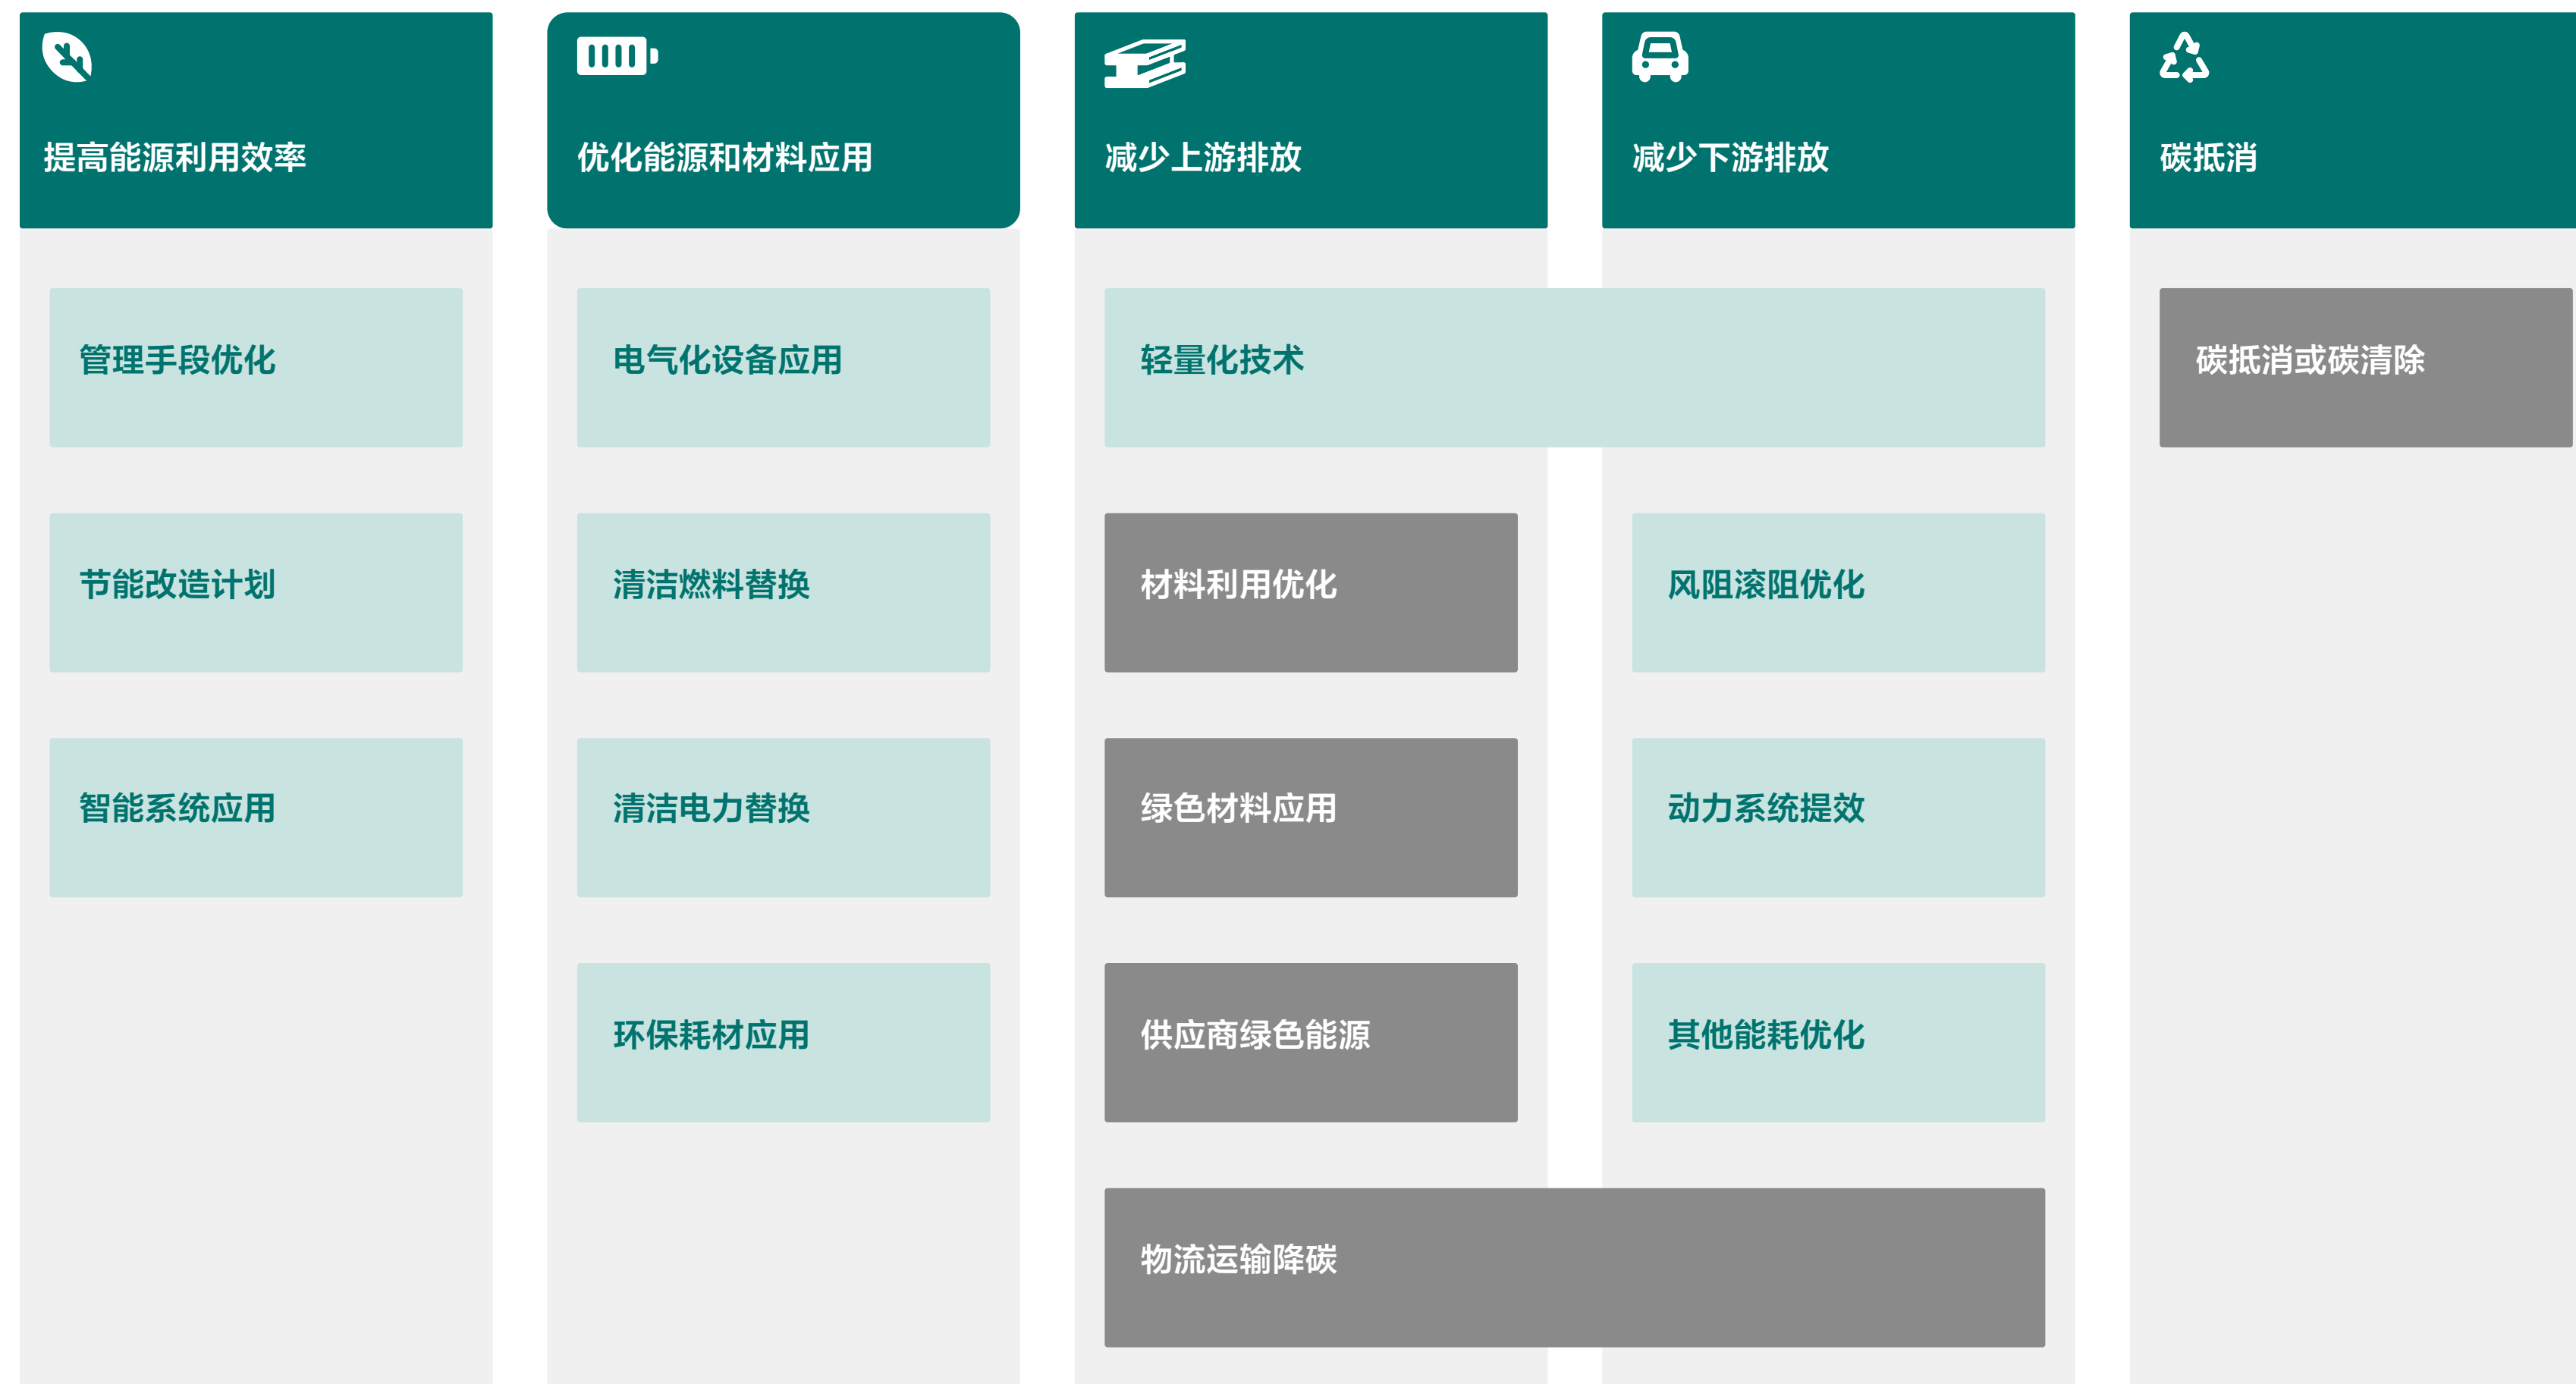 提高能源利用效率
优化能源和材料应用
减少上游排放
减少下游排放
碳抵消
管理手段优化
电气化设备应用
轻量化技术
碳抵消或碳清除
节能改造计划
清洁燃料替换
材料利用优化
风阻滚阻优化
智能系统应用
清洁电力替换
绿色材料应用
动力系统提效
环保耗材应用
供应商绿色能源
其他能耗优化
物流运输降碳